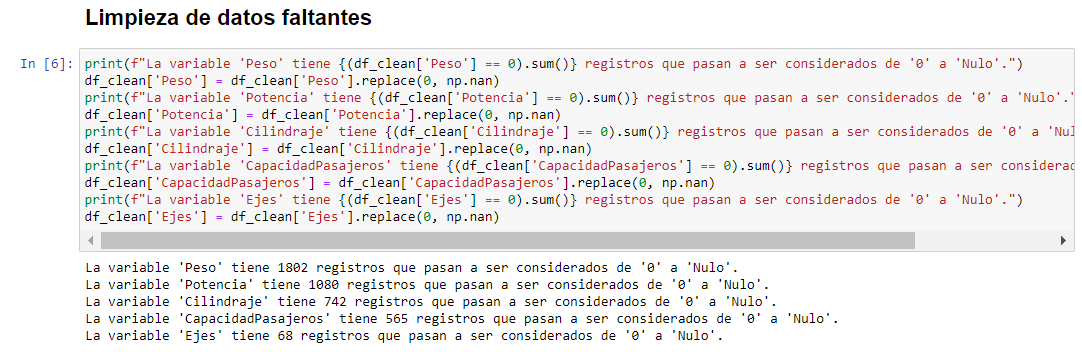 Limpieza de datos faltantes
In [6]: print(f"La variable 'Peso' tiene {(df_clean['Peso'] == 0).sum()} registros que pasan a ser considerados de '0' a 'Nulo'.")
df_clean['Peso'] = df_clean['Peso'].replace(0, np.nan)
print(f"La variable 'Potencia' tiene {(df_clean['Potencia'] == 0).sum()} registros que pasan a ser considerados de '0' a 'Nulo'."
df_clean['Potencia'] = df_clean['Potencia'].replace(0, np.nan)
print(f"La variable 'Cilindraje' tiene {(df_clean['Cilindraje'] == 0).sum()} registros que pasan a ser considerados de '0' a 'Nul
df_clean['Cilindraje'] = df_clean['Cilindraje'].replace(0, np.nan)
print(f"La variable 'CapacidadPasajeros' tiene {(df_clean['CapacidadPasajeros'] == 0).sum()} registros que pasan a ser considerad
df_clean['CapacidadPasajeros'] = df_clean['CapacidadPasajeros'].replace(0, np.nan)
print(f"La variable 'Ejes' tiene {(df_clean['Ejes'] == 0).sum()} registros que pasan a ser considerados de '0' a 'Nulo'.")
df_clean['Ejes'] = df_clean['Ejes'].replace(0, np.nan)
La variable 'Peso' tiene 1802 registros que pasan a ser considerados de '0' a 'Nulo'.
La variable 'Potencia' tiene 1080 registros que pasan a ser considerados de '0' a 'Nulo'.
La variable 'Cilindraje' tiene 742 registros que pasan a ser considerados de '0' a 'Nulo'.
La variable 'CapacidadPasajeros' tiene 565 registros que pasan a ser considerados de '0' a 'Nulo'.
La variable 'Ejes' tiene 68 registros que pasan a ser considerados de '0' a 'Nulo'.